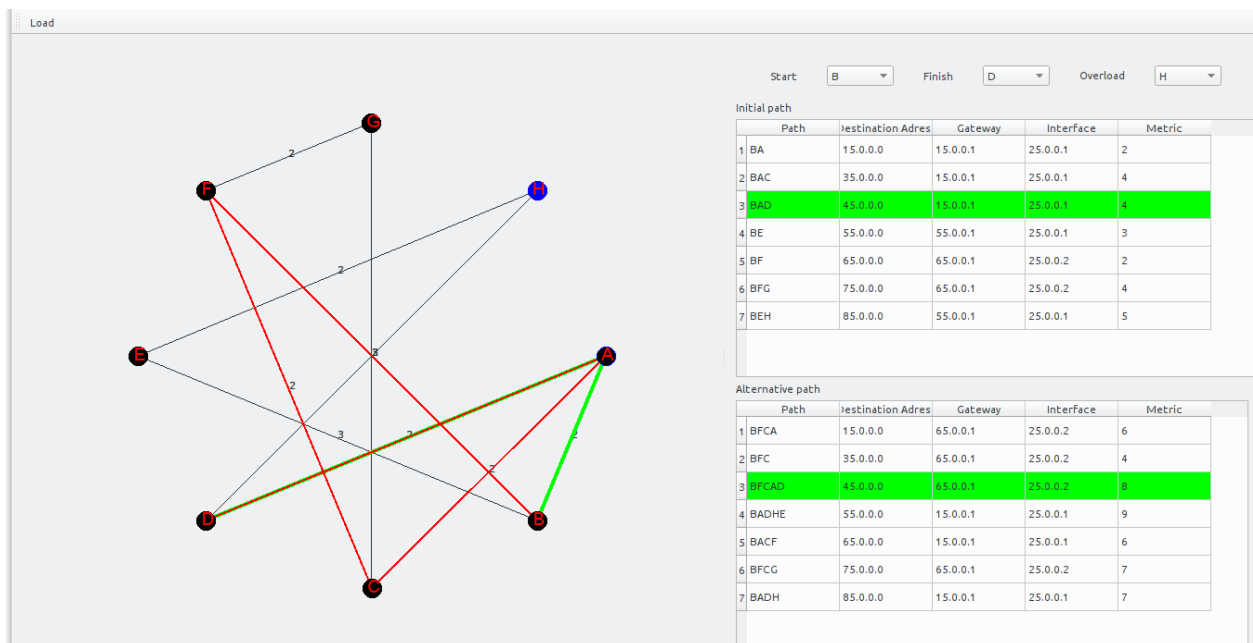 Load
Start B Finish D Overload H
G
2
F
H
2
E
A
2
3
2
2
2
D
B
C
Initial path
Path Destination Adres Gateway Interface Metric
1 BA 15.0.0.0 15.0.0.1 25.0.0.1 2
2 BAC 35.0.0.0 15.0.0.1 25.0.0.1 4
3 BAD 45.0.0.0 15.0.0.1 25.0.0.1 4
4 BE 55.0.0.0 55.0.0.1 25.0.0.1 3
5 BF 65.0.0.0 65.0.0.1 25.0.0.2 2
6 BFG 75.0.0.0 65.0.0.1 25.0.0.2 4
7 BEH 85.0.0.0 55.0.0.1 25.0.0.1 5
Alternative path
Path Destination Adres Gateway Interface Metric
1 BFCA 15.0.0.0 65.0.0.1 25.0.0.2 6
2 BFC 35.0.0.0 65.0.0.1 25.0.0.2 4
3 BFCAD 45.0.0.0 65.0.0.1 25.0.0.2 8
4 BADHE 55.0.0.0 15.0.0.1 25.0.0.1 9
5 BACF 65.0.0.0 15.0.0.1 25.0.0.1 6
6 BFCG 75.0.0.0 65.0.0.1 25.0.0.2 7
7 BADH 85.0.0.0 15.0.0.1 25.0.0.1 7